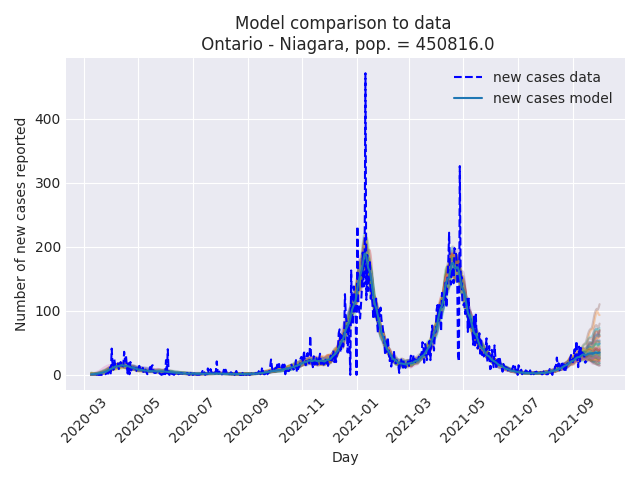 Model comparison to data
Ontario - Niagara, pop. = 450816.0
new cases data
new cases model
Number of new cases reported
400
300
200
100
0
2020-03
2020-05
2020-07
2020-09
2020-11
2021-01
2021-03
2021-05
2021-07
2021-09
Day